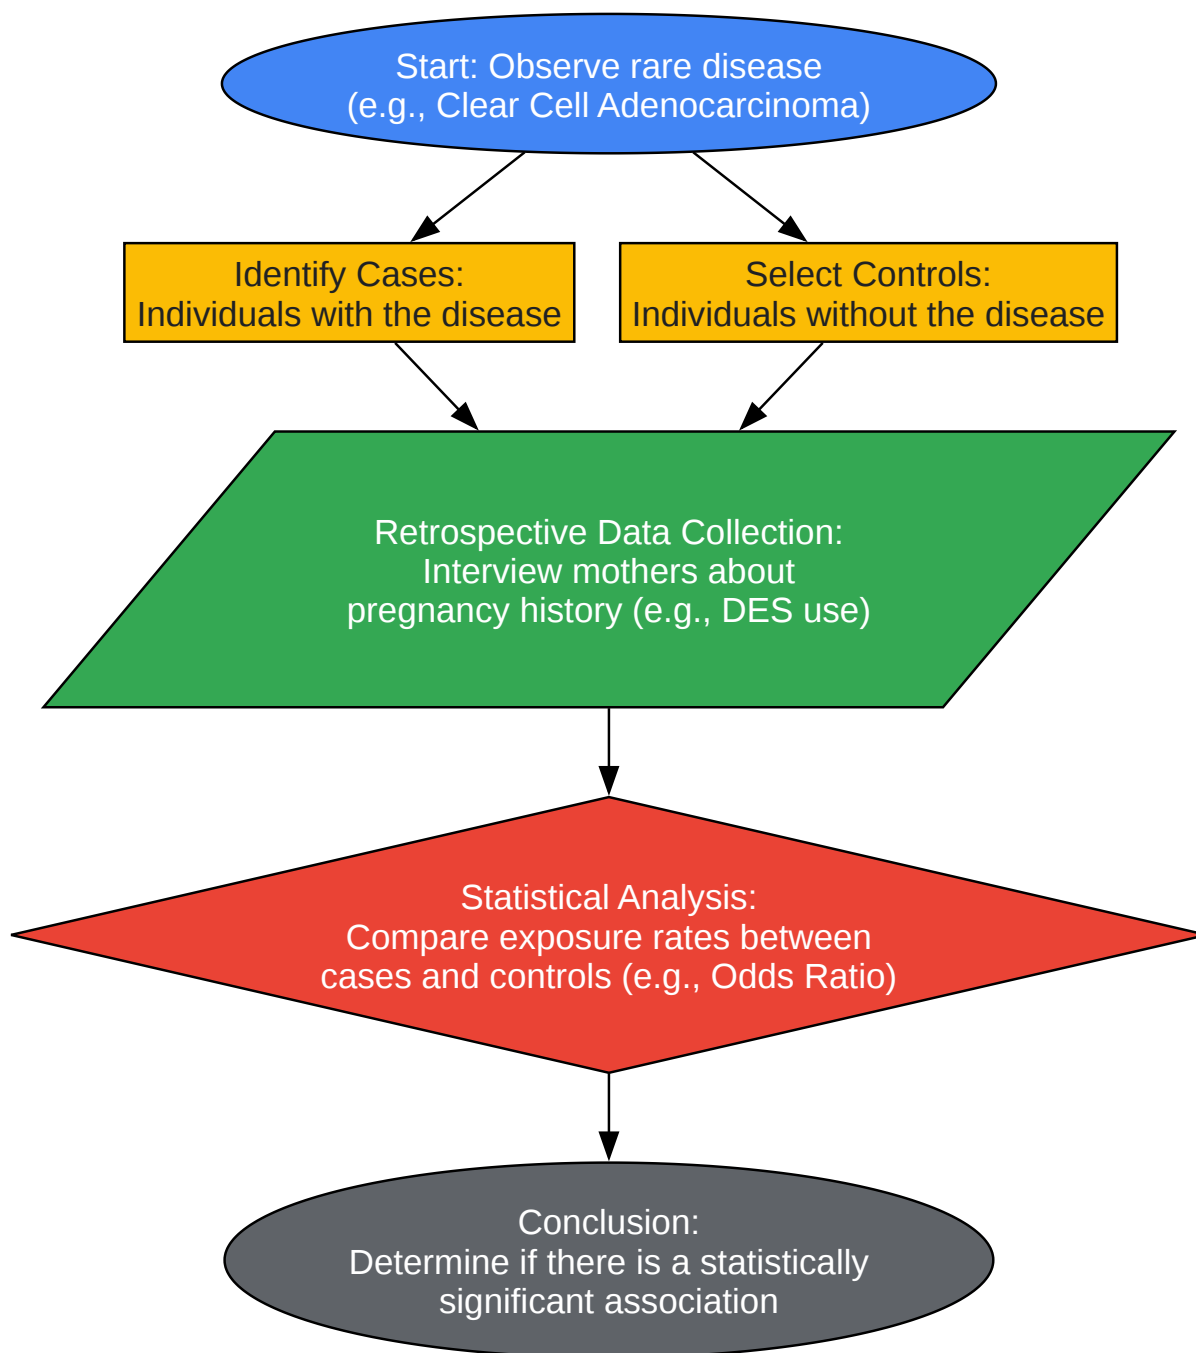 Start: Observe rare disease
(e.g., Clear Cell Adenocarcinoma)
Identify Cases:
Individuals with the disease
Select Controls:
Individuals without the disease
Retrospective Data Collection:
Interview mothers about
pregnancy history (e.g., DES use)
Statistical Analysis:
Compare exposure rates between
cases and controls (e.g., Odds Ratio)
Conclusion:
Determine if there is a statistically
significant association